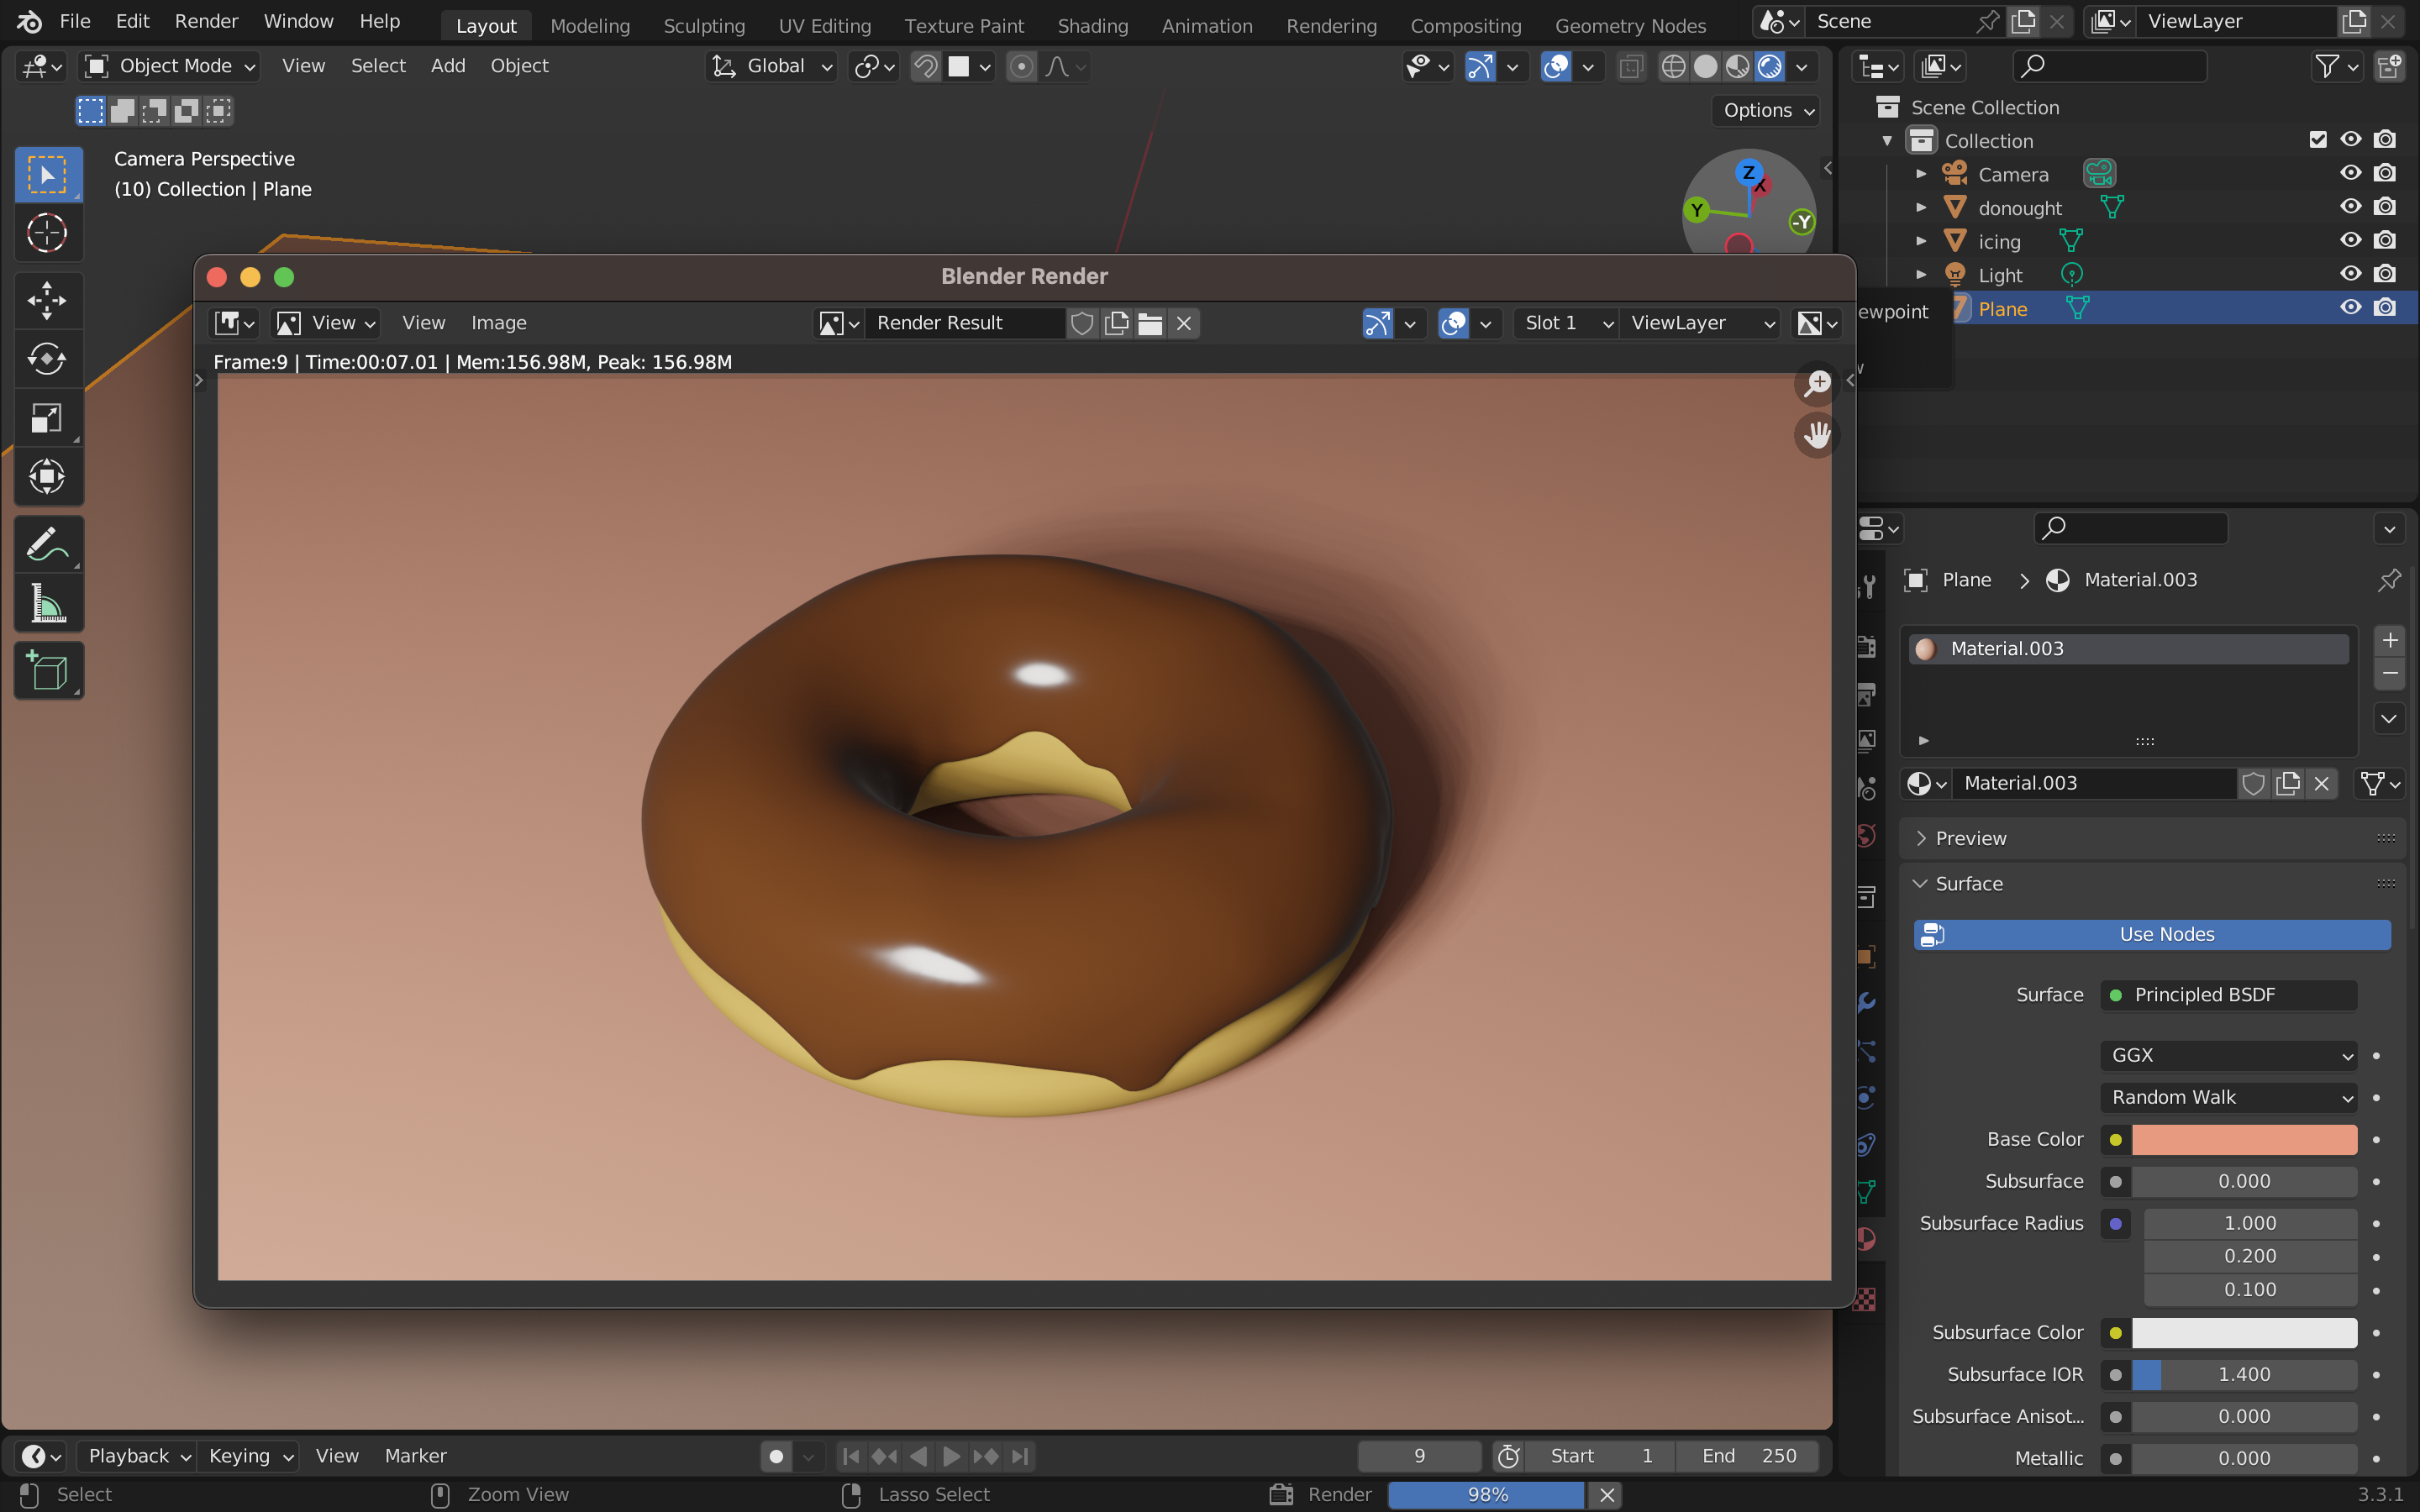 File Edit Render Window Help Layout Modeling Sculpting UV Editing Texture Paint Shading Animation Rendering Compositing Geometry Nodes Scene ViewLayer
Object Mode View Select Add Object Global
Options
Camera Perspective
(10) Collection | Plane
Z
X
Y
-Y
Scene Collection
Collection
Camera
donought
icing
Light
Plane
ewpoint
w
Blender Render
View View Image Render Result Slot 1 ViewLayer
Frame:9 | Time:00:07.01 | Mem:156.98M, Peak: 156.98M
Plane Material.003
Material.003
Material.003
Preview
Surface
Use Nodes
Surface Principled BSDF
GGX
Random Walk
Base Color
Subsurface 0.000
Subsurface Radius 1.000
0.200
0.100
Subsurface Color
Subsurface IOR 1.400
Subsurface Anisot... 0.000
Metallic 0.000
Playback Keying View Marker 9 Start 1 End 250
Select Zoom View Lasso Select Render 98% 3.3.1